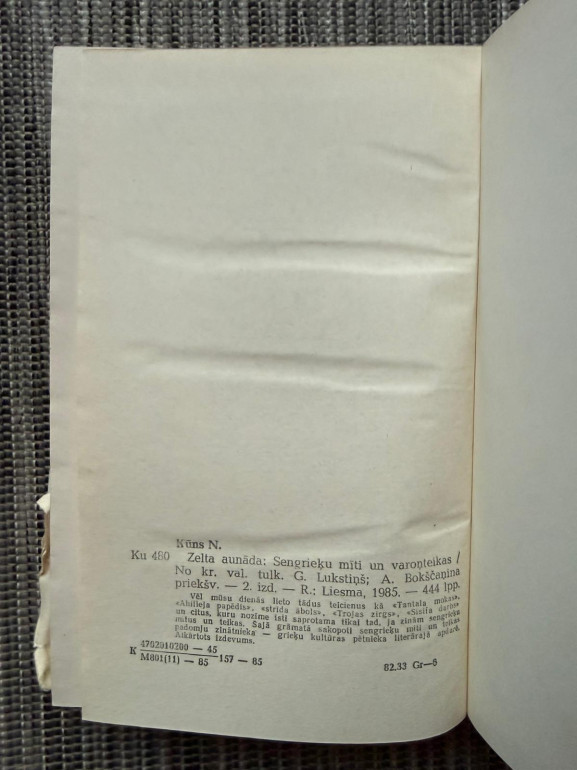 Kūns N.
Ku 480 Zelta aunāda: Sengrieķu mīti un varoņteikas /
No kr. val. tulk. G. Lukstiņš; A. Bokščaņina
priekšv. — 2. izd. — R.: Liesma, 1985. — 444 lpp.
Vēl mūsu dienās lieto tādus teicienus kā «Tantala mokas»,
«Ahilleja papēdis», «strīda ābols», «Trojas zirgs», «Sīsifa darbs»
un citus, kuru nozīme īsti saprotama tikai tad, ja zinām sengrieķu
mītus un teikas. Šajā grāmatā sakopoti sengrieķu mīti un teikas
padomju zinātnieka — grieķu kultūras pētnieka literārajā apdarē.
Atkārtots izdevums.
K 4702010200 — 45
M801(11) — 85 157 — 85
82.33 Gr—6